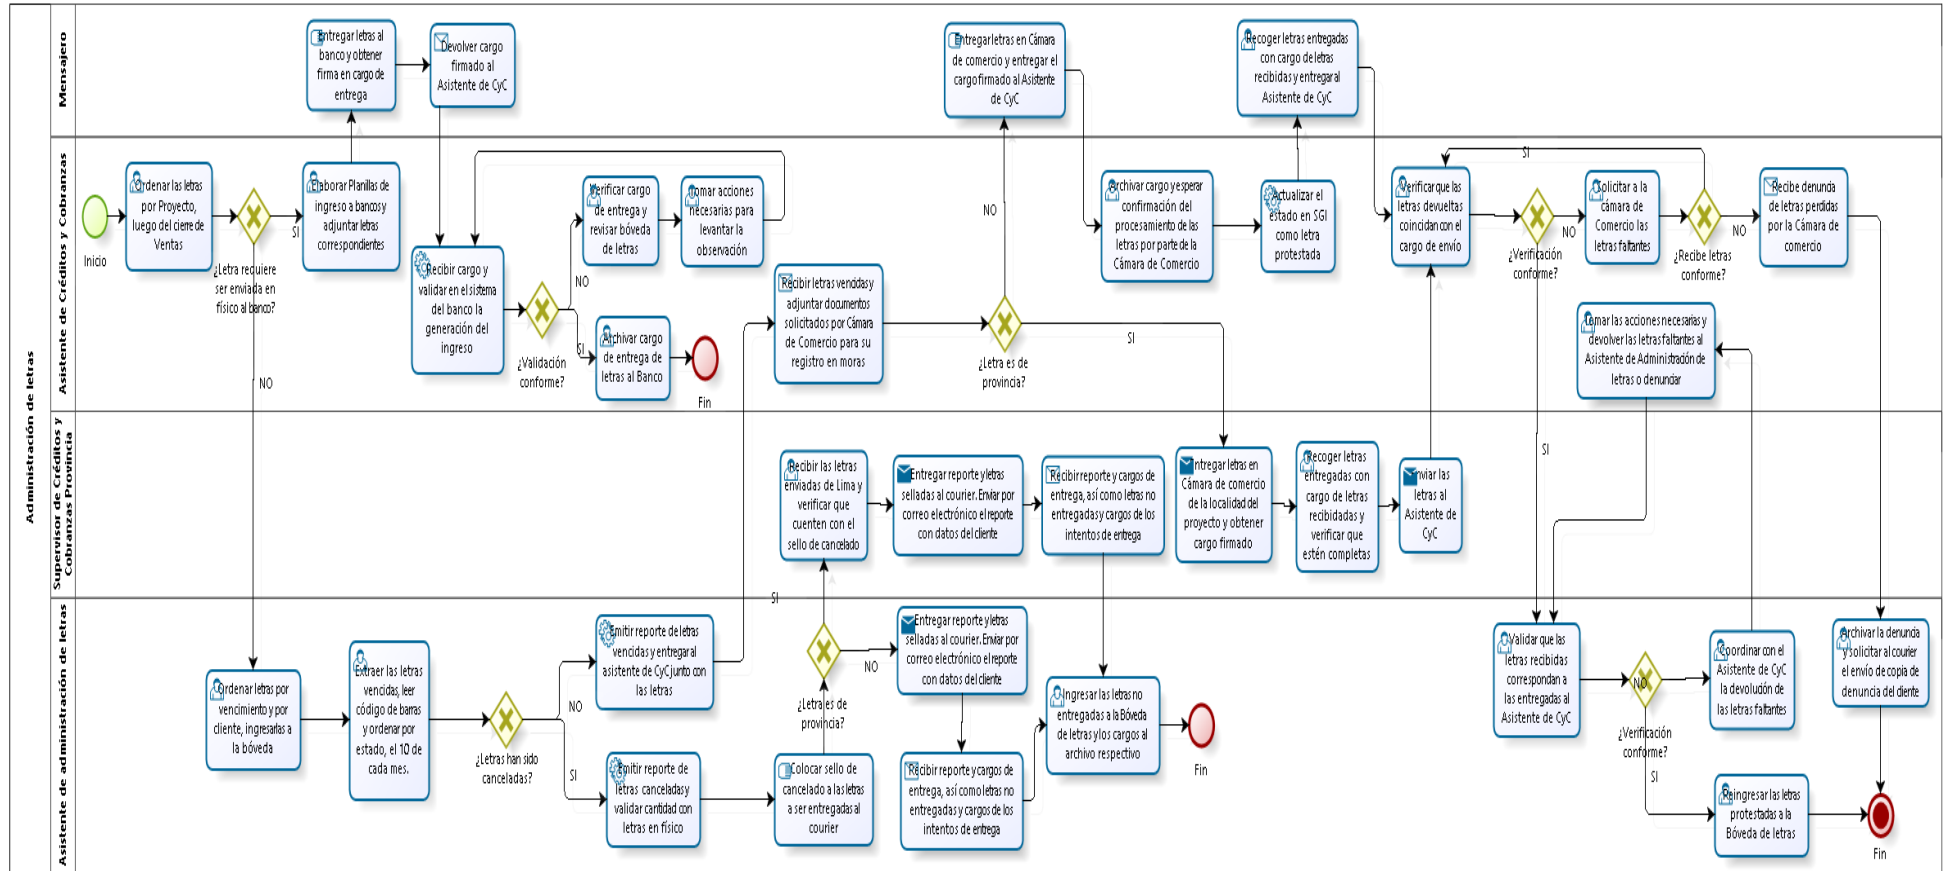 Administración de letras
Mensajero
Entregar letras al
banco y obtener
firma en cargo de
entrega
Devolver cargo
firmado al
Asistente de CyC
Entregar letras en Cámara
de comercio y entregar el
cargo firmado al Asistente
de CyC
Recoger letras entregadas
con cargo de letras
recibidas y entregar al
Asistente de CyC
Asistente de Créditos y Cobranzas
Inicio
Ordenar las letras
por Proyecto,
luego del cierre de
Ventas
¿Letra requiere
ser enviada en
físico al banco?
SI
NO
Elaborar Planillas de
ingreso a bancos y
adjuntar letras
correspondientes
Recibir cargo y
validar en el sistema
del banco la
generación del
ingreso
¿Validación
conforme?
NO
SI
Verificar cargo
de entrega y
revisar bóveda
de letras
Tomar acciones
necesarias para
levantar la
observación
Archivar cargo
de entrega de
letras al Banco
Fin
Recibir letras vencidas y
adjuntar documentos
solicitados por Cámara
de Comercio para su
registro en moras
¿Letra es de
provincia?
NO
SI
Archivar cargo y esperar
confirmación del
procesamiento de las
letras por parte de la
Cámara de Comercio
Actualizar el
estado en SGI
como letra
protestada
Verificar que las
letras devueltas
coincidan con el
cargo de envío
¿Verificación
conforme?
NO
SI
Solicitar a la
cámara de
Comercio las
letras faltantes
¿Recibe letras
conforme?
SI
NO
Recibe denuncia
de letras perdidas
por la Cámara de
comercio
Tomar las acciones necesarias y
devolver las letras faltantes al
Asistente de Administración de
letras o denunciar
Supervisor de Créditos y
Cobranzas Provincia
Recibir las letras
enviadas de Lima y
verificar que
cuenten con el
sello de cancelado
Entregar reporte y letras
selladas al courier. Enviar por
correo electrónico el reporte
con datos del cliente
Recibir reporte y cargos de
entrega, así como letras no
entregadas y cargos de los
intentos de entrega
Entregar letras en
Cámara de comercio
de la localidad del
proyecto y obtener
cargo firmado
Recoger letras
entregadas con
cargo de letras
recibidadas y
verificar que
estén completas
Enviar las
letras al
Asistente de
CyC
Asistente de administración de letras
Ordenar letras por
vencimiento y por
cliente, ingresarlas a
la bóveda
Extraer las letras
vencidas, leer
código de barras
y ordenar por
estado, el 10 de
cada mes.
¿Letras han sido
canceladas?
NO
SI
Emitir reporte de letras
vencidas y entregar al
asistente de CyC junto con
las letras
Emitir reporte de
letras canceladas y
validar cantidad con
letras en físico
Colocar sello de
cancelado a las letras
a ser entregadas al
courier
¿Letra es de
provincia?
SI
NO
Entregar reporte y letras
selladas al courier. Enviar por
correo electrónico el reporte
con datos del cliente
Recibir reporte y cargos de
entrega, así como letras no
entregadas y cargos de los
intentos de entrega
Ingresar las letras no
entregadas a la Bóveda
de letras y los cargos al
archivo respectivo
Fin
Validar que las
letras recibidas
correspondan a
las entregadas al
Asistente de CyC
¿Verificación
conforme?
NO
SI
Coordinar con el
Asistente de CyC
la devolución de
las letras faltantes
Reingresar las letras
protestadas a la
Bóveda de letras
Archivar la denuncia
y solicitar al courier
el envío de copia de
denuncia del cliente
Fin